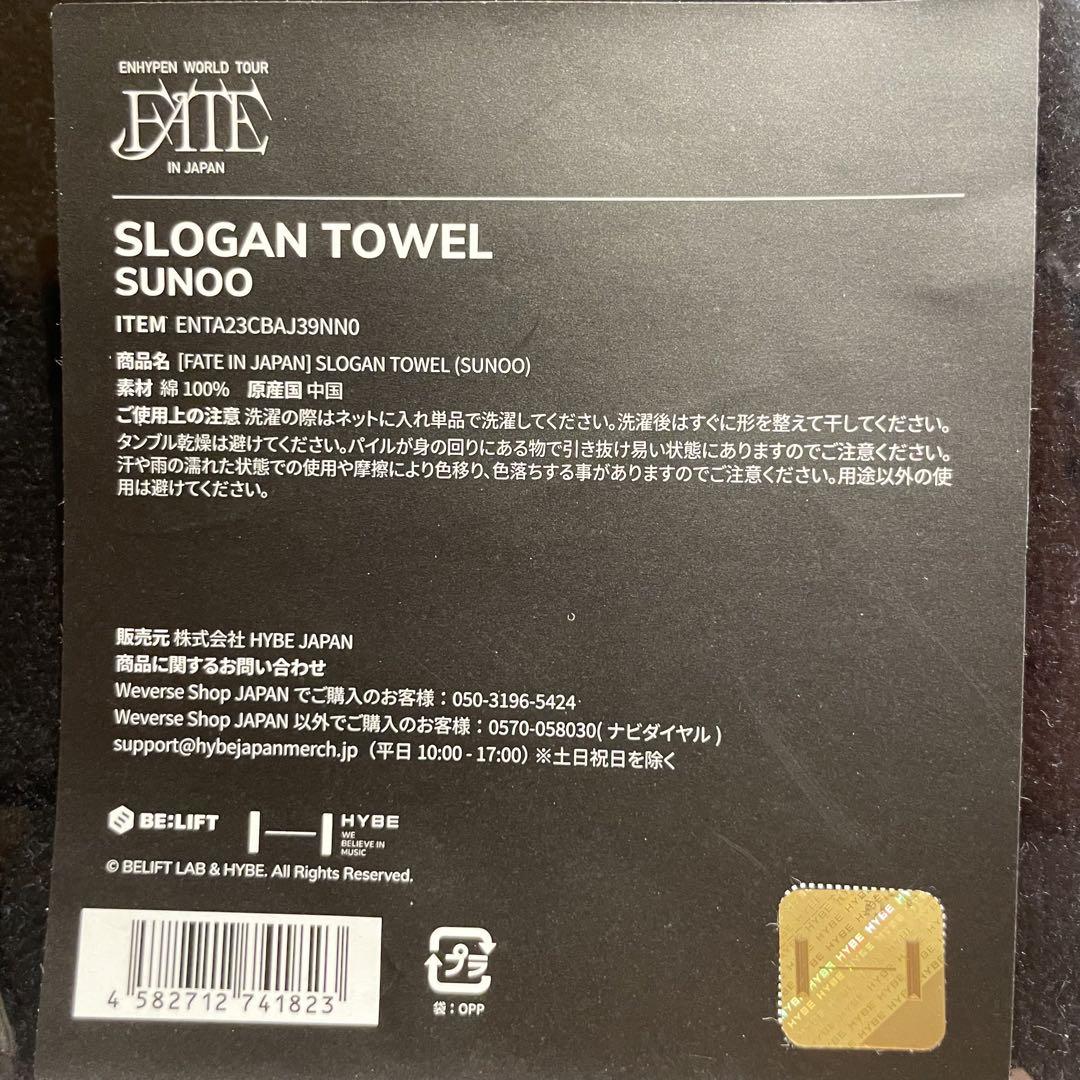 ENHYPEN WORLD TOUR
FATE
IN JAPAN
SLOGAN TOWEL
SUNOO
ITEM ENTA23CBAJ39NN0
商品名 [FATE IN JAPAN] SLOGAN TOWEL (SUNOO)
素材 綿 100% 原産国 中国
ご使用上の注意 洗濯の際はネットに入れ単品で洗濯してください。洗濯後はすぐに形を整えて干してください。
タンブル乾燥は避けてください。パイルが身の回りにある物で引き抜け易い状態にありますのでご注意ください。
汗や雨の濡れた状態での使用や摩擦により色移り、色落ちする事がありますのでご注意ください。用途以外の使
用は避けてください。
販売元 株式会社 HYBE JAPAN
商品に関するお問い合わせ
Weverse Shop JAPAN でご購入のお客様：050-3196-5424
Weverse Shop JAPAN 以外でご購入のお客様：0570-058030( ナビダイヤル )
support@hybejapanmerch.jp（平日 10:00 - 17:00）※土日祝日を除く
BE:LIFT
HYBE
WE
BELIEVE IN
MUSIC
© BELIFT LAB & HYBE. All Rights Reserved.
4 582712 741823
プラ
袋：OPP
HYBE HYBE HYBE